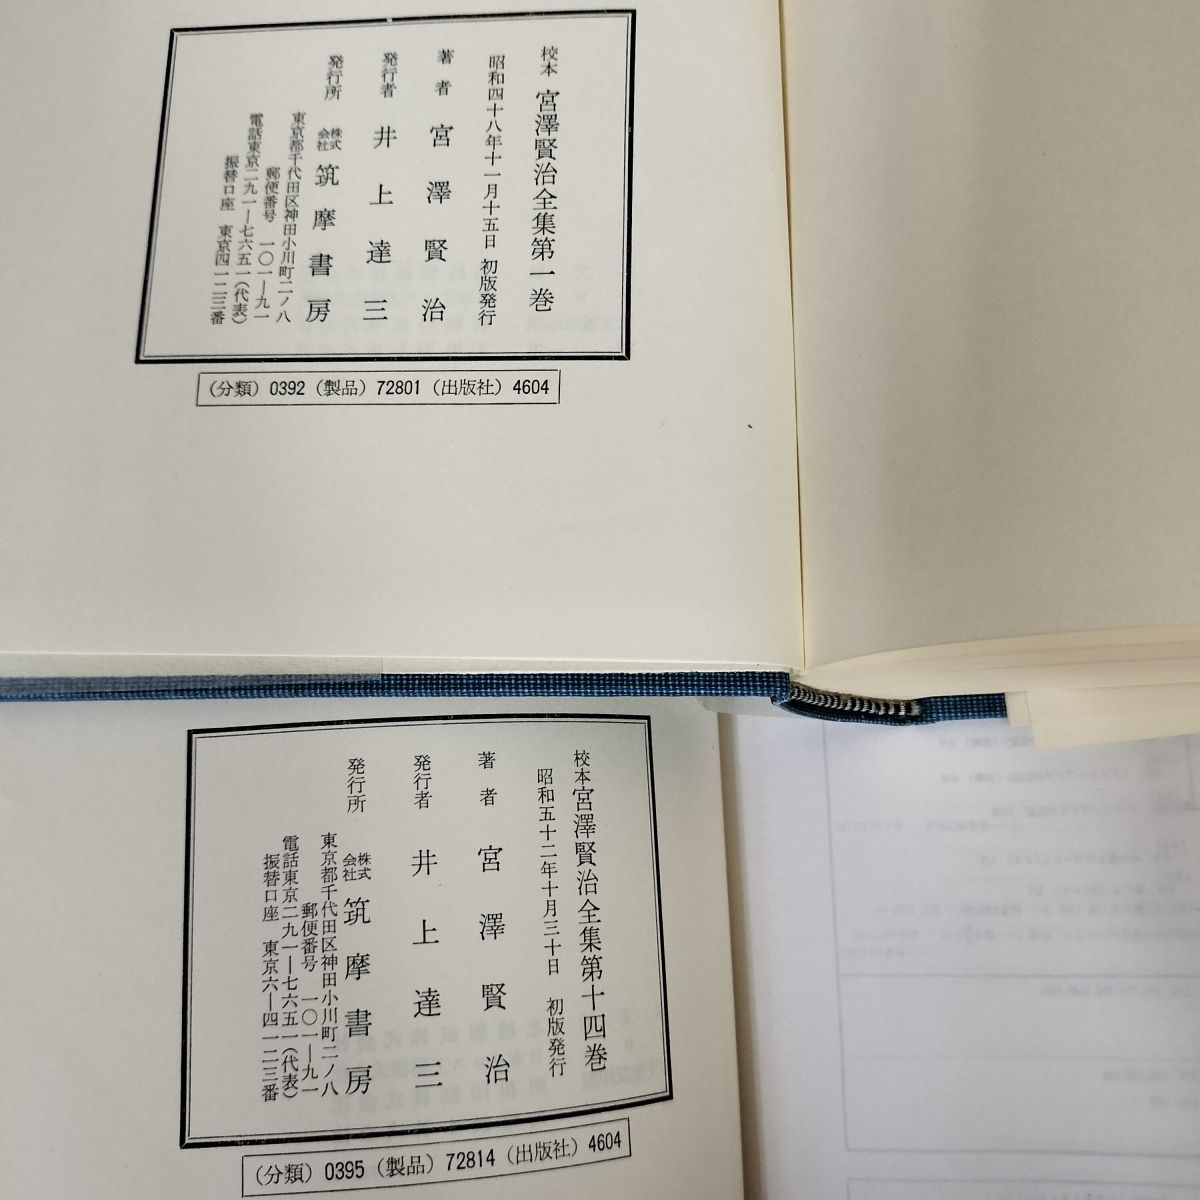 校本 宮澤賢治全集第一巻
昭和四十八年十一月十五日 初版発行
著者 宮澤賢治
発行者 井上達三
発行所 株式会社 筑摩書房
東京都千代田区神田小川町二ノ八
郵便番号 一〇一―九一
電話東京二九一―七六五一(代表)
振替口座 東京四一二三番
(分類) 0392 (製品) 72801 (出版社) 4604
校本 宮澤賢治全集第十四巻
昭和五十二年十月三十日 初版発行
著者 宮澤賢治
発行者 井上達三
発行所 株式会社 筑摩書房
東京都千代田区神田小川町二ノ八
郵便番号 一〇一―九一
電話東京二九一―七六五一(代表)
振替口座 東京六―四一二三番
(分類) 0395 (製品) 72814 (出版社) 4604